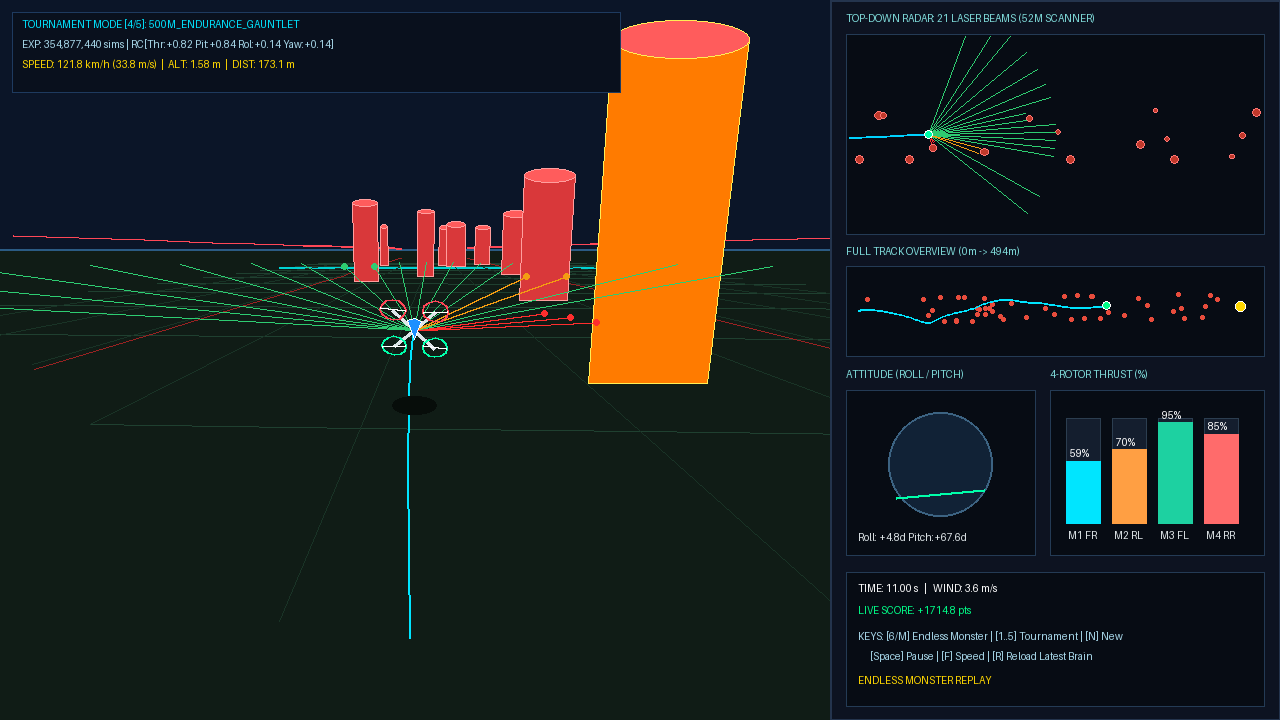 TOURNAMENT MODE [4/5]: 500M_ENDURANCE_GAUNTLET
EXP: 354,877,440 sims | RC[Thr:+0.82 Pit:+0.84 Rol:+0.14 Yaw:+0.14]
SPEED: 121.8 km/h (33.8 m/s) | ALT: 1.58 m | DIST: 173.1 m
TOP-DOWN RADAR: 21 LASER BEAMS (52M SCANNER)
FULL TRACK OVERVIEW (0m -> 494m)
ATTITUDE (ROLL / PITCH)
Roll: +4.8d Pitch:+67.6d
4-ROTOR THRUST (%)
59%
70%
95%
85%
M1 FR
M2 RL
M3 FL
M4 RR
TIME: 11.00 s | WIND: 3.6 m/s
LIVE SCORE: +1714.8 pts
KEYS: [6/M] Endless Monster | [1..5] Tournament | [N] New
[Space] Pause | [F] Speed | [R] Reload Latest Brain
ENDLESS MONSTER REPLAY